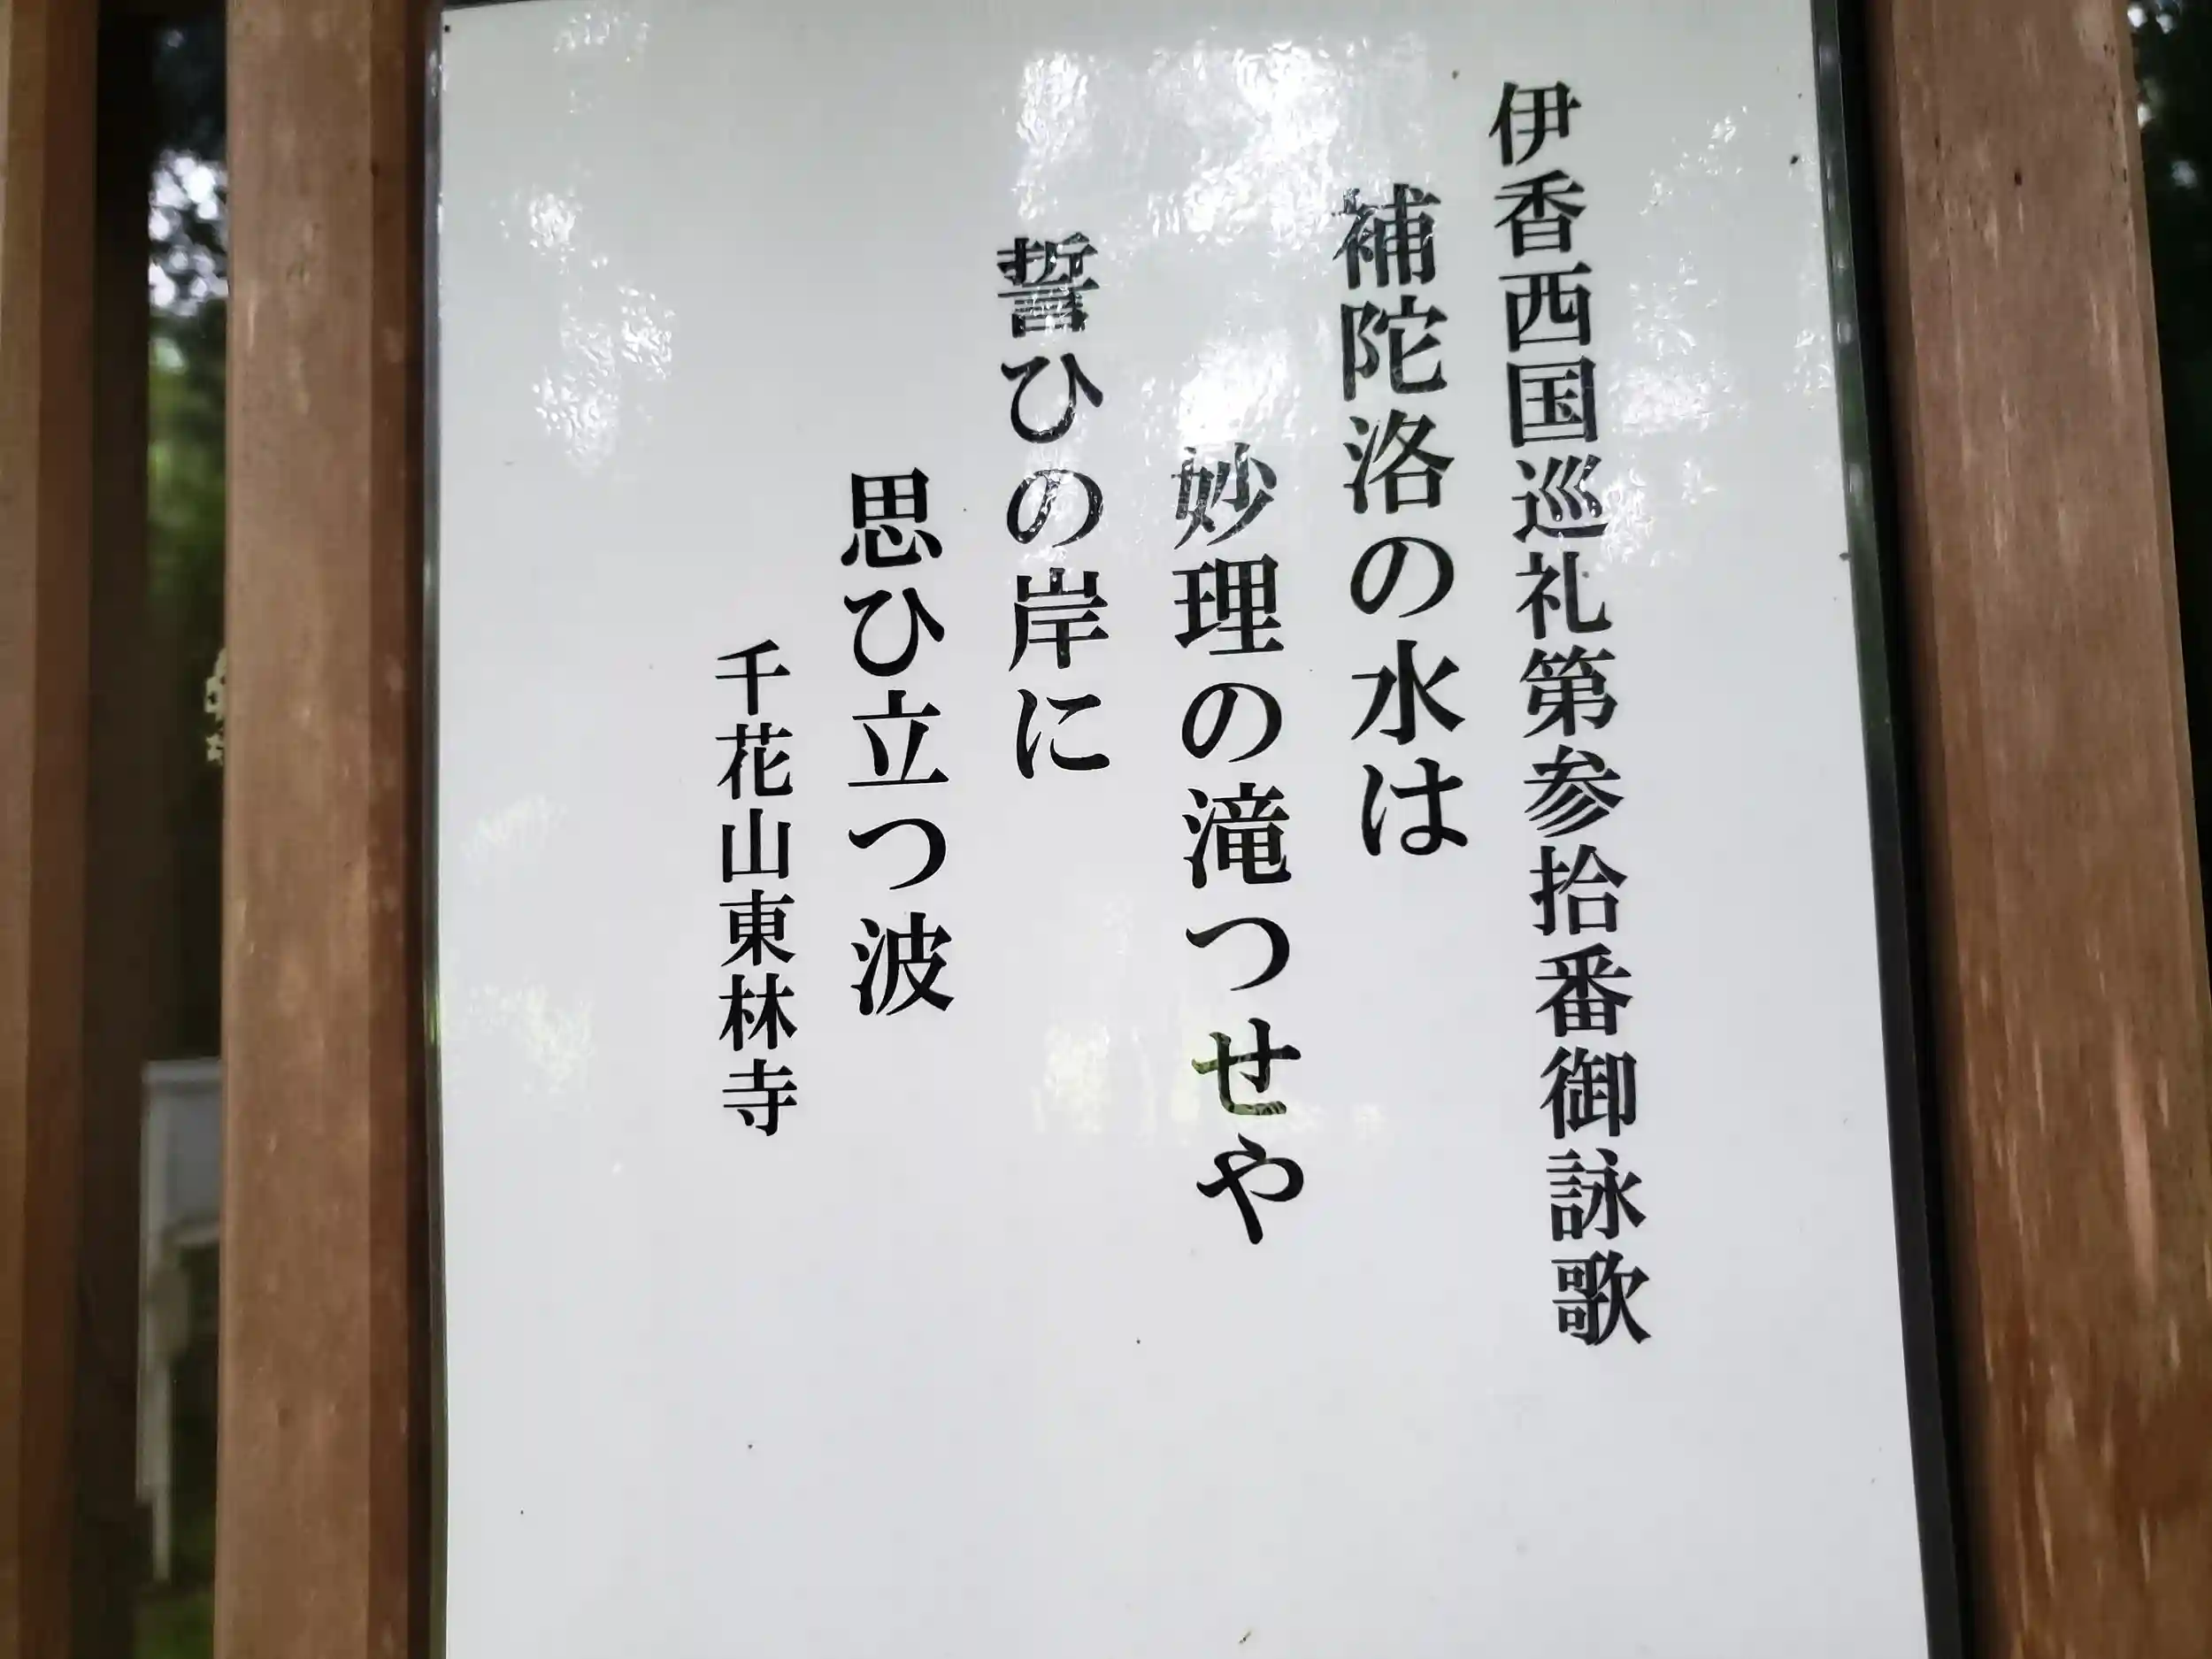 伊香西国巡礼第参拾番御詠歌
補陀洛の水は
妙理の滝つせや
誓ひの岸に
思ひ立つ波
千花山東林寺